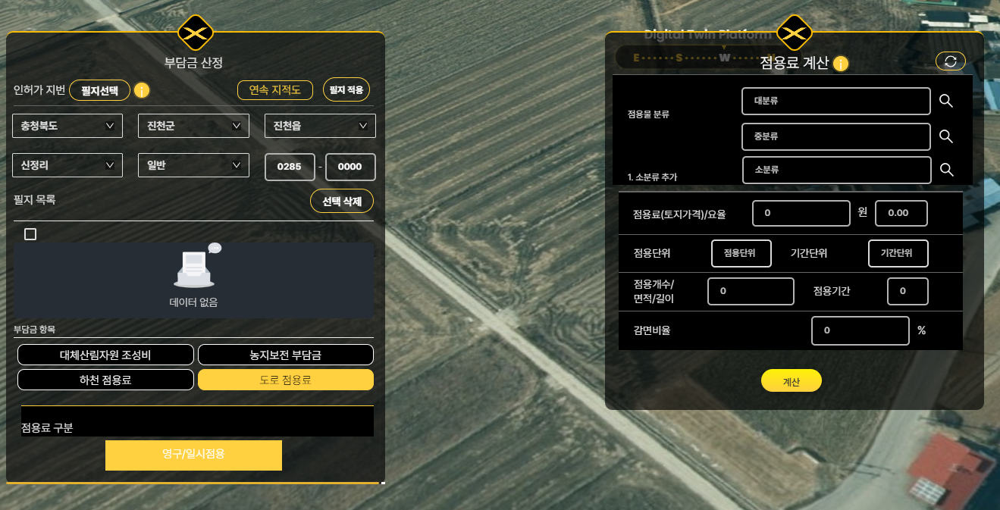 부담금 산정
인허가 지번 필지선택 i 연속 지적도 필지 적용
충청북도 진천군 진천읍
신정리 일반 0285 - 0000
필지 목록 선택 삭제
데이터 없음
부담금 항목
대체산림자원 조성비 농지보전 부담금
하천 점용료 도로 점용료
점용료 구분
영구/일시점용
Digital Twin Platform
E S W N
점용료 계산 i
점용물 분류 대분류
중분류
1. 소분류 추가 소분류
점용료(토지가격)/요율 0 원 0.00
점용단위 점용단위 기간단위 기간단위
점용개수/
면적/길이 0 점용기간 0
감면비율 0 %
계산